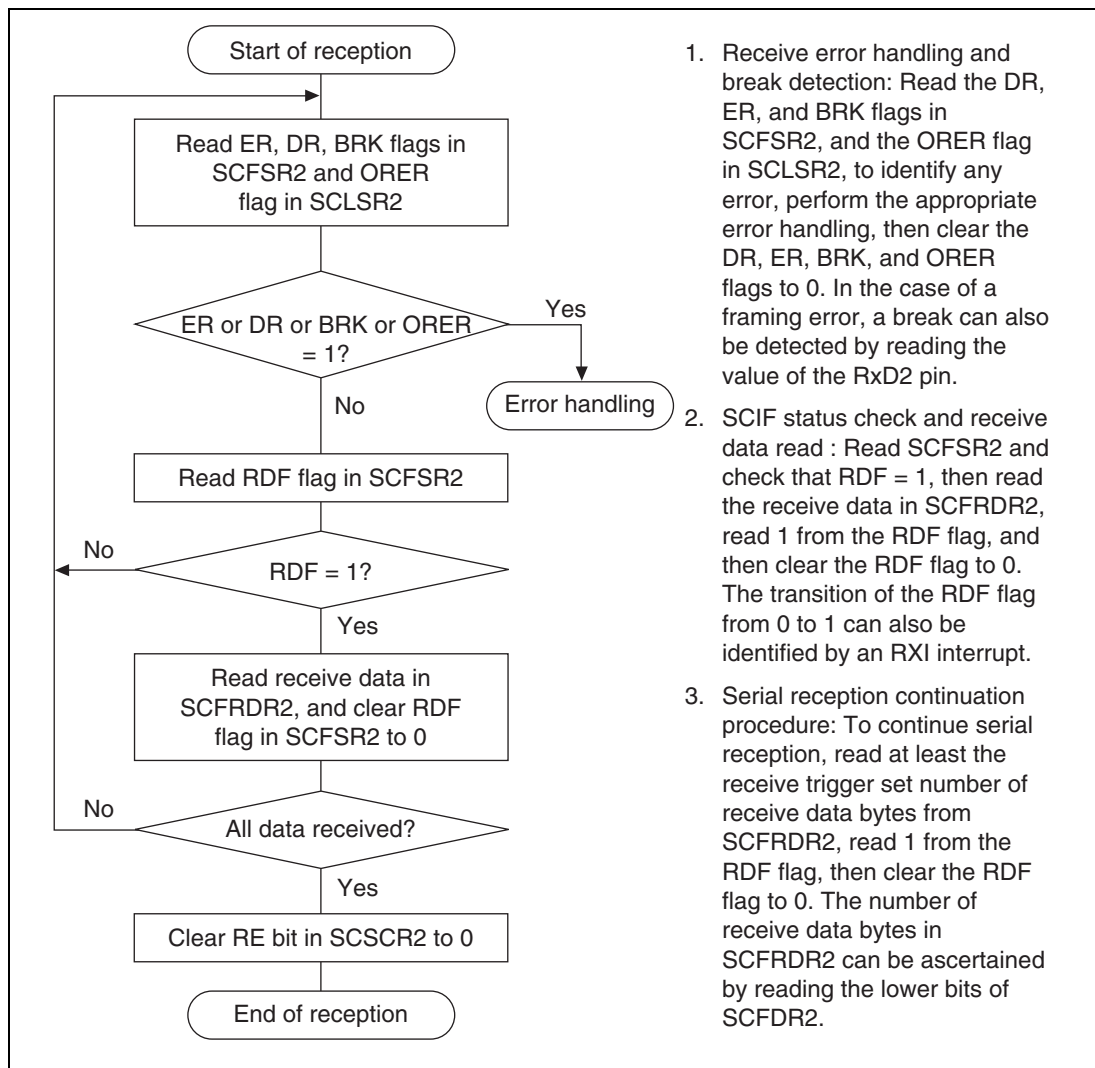 Start of reception
Read ER, DR, BRK flags in
SCFSR2 and ORER
flag in SCLSR2
ER or DR or BRK or ORER
= 1?
Yes
Error handling
No
Read RDF flag in SCFSR2
No
RDF = 1?
Yes
Read receive data in
SCFRDR2, and clear RDF
flag in SCFSR2 to 0
No
All data received?
Yes
Clear RE bit in SCSCR2 to 0
End of reception
1. Receive error handling and
break detection: Read the DR,
ER, and BRK flags in
SCFSR2, and the ORER flag
in SCLSR2, to identify any
error, perform the appropriate
error handling, then clear the
DR, ER, BRK, and ORER
flags to 0. In the case of a
framing error, a break can also
be detected by reading the
value of the RxD2 pin.
2. SCIF status check and receive
data read : Read SCFSR2 and
check that RDF = 1, then read
the receive data in SCFRDR2,
read 1 from the RDF flag, and
then clear the RDF flag to 0.
The transition of the RDF flag
from 0 to 1 can also be
identified by an RXI interrupt.
3. Serial reception continuation
procedure: To continue serial
reception, read at least the
receive trigger set number of
receive data bytes from
SCFRDR2, read 1 from the
RDF flag, then clear the RDF
flag to 0. The number of
receive data bytes in
SCFRDR2 can be ascertained
by reading the lower bits of
SCFDR2.